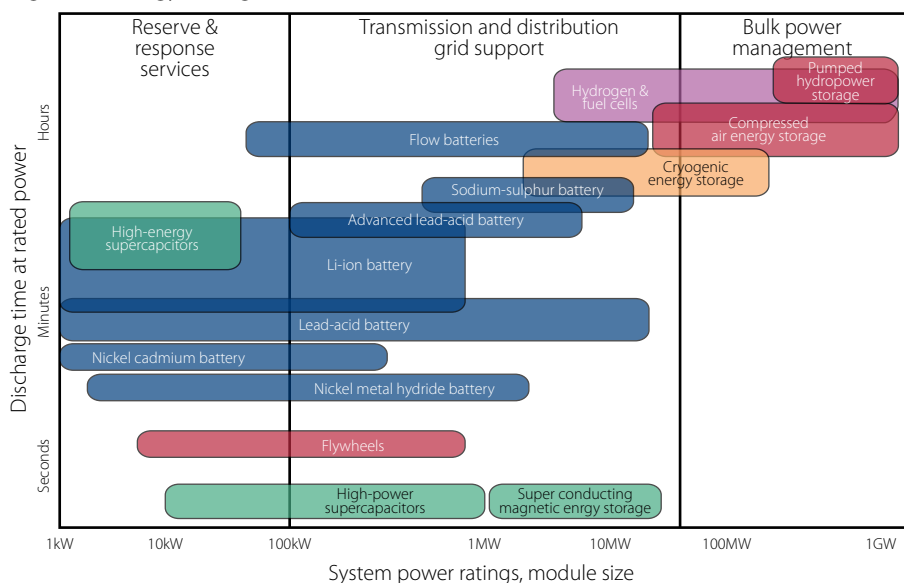 Reserve &
response
services
Transmission and distribution
grid support
Bulk power
management
Pumped
hydropower
storage
Hydrogen &
fuel cells
Compressed
air energy storage
Flow batteries
Cryogenic
energy storage
Sodium-sulphur battery
Advanced lead-acid battery
High-energy
supercapcitors
Li-ion battery
Lead-acid battery
Nickel cadmium battery
Nickel metal hydride battery
Flywheels
High-power
supercapacitors
Super conducting
magnetic enrgy storage
Discharge time at rated power
Hours
Minutes
Seconds
1kW
10kW
100kW
1MW
10MW
100MW
1GW
System power ratings, module size